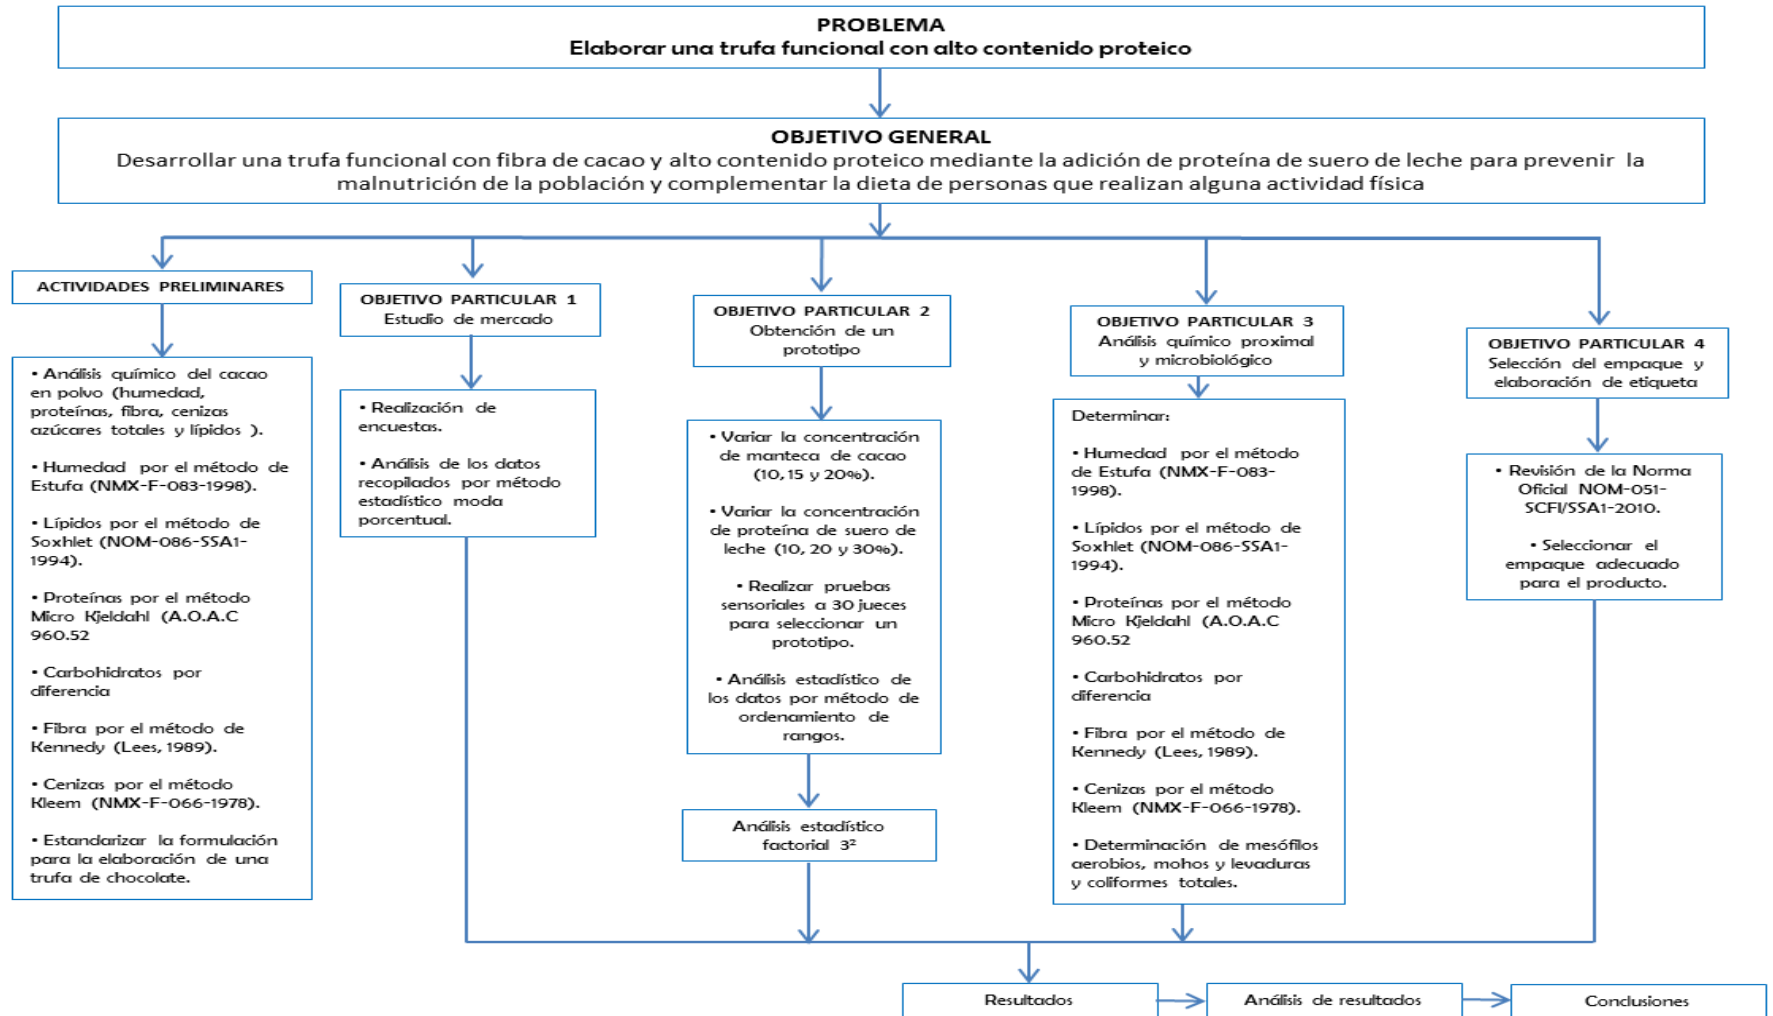 PROBLEMA
Elaborar una trufa funcional con alto contenido proteico
OBJETIVO GENERAL
Desarrollar una trufa funcional con fibra de cacao y alto contenido proteico mediante la adición de proteína de suero de leche para prevenir la
malnutrición de la población y complementar la dieta de personas que realizan alguna actividad física
ACTIVIDADES PRELIMINARES
• Análisis químico del cacao
en polvo (humedad,
proteínas, fibra, cenizas
azúcares totales y lípidos ).
• Humedad por el método de
Estufa (NMX-F-083-1998).
• Lípidos por el método de
Soxhlet (NOM-086-SSA1-
1994).
• Proteínas por el método
Micro Kjeldahl (A.O.A.C
960.52
• Carbohidratos por
diferencia
• Fibra por el método de
Kennedy (Lees, 1989).
• Cenizas por el método
Kleem (NMX-F-066-1978).
• Estandarizar la formulación
para la elaboración de una
trufa de chocolate.
OBJETIVO PARTICULAR 1
Estudio de mercado
• Realización de
encuestas.
• Análisis de los datos
recopilados por método
estadístico moda
porcentual.
OBJETIVO PARTICULAR 2
Obtención de un
prototipo
• Variar la concentración
de manteca de cacao
(10, 15 y 20%).
• Variar la concentración
de proteína de suero de
leche (10, 20 y 30%).
• Realizar pruebas
sensoriales a 30 jueces
para seleccionar un
prototipo.
• Análisis estadístico de
los datos por método de
ordenamiento de
rangos.
Análisis estadístico
factorial 3²
OBJETIVO PARTICULAR 3
Análisis químico proximal
y microbiológico
Determinar:
• Humedad por el método
de Estufa (NMX-F-083-
1998).
• Lípidos por el método de
Soxhlet (NOM-086-SSA1-
1994).
• Proteínas por el método
Micro Kjeldahl (A.O.A.C
960.52
• Carbohidratos por
diferencia
• Fibra por el método de
Kennedy (Lees, 1989).
• Cenizas por el método
Kleem (NMX-F-066-1978).
• Determinación de mesófilos
aerobios, mohos y levaduras
y coliformes totales.
OBJETIVO PARTICULAR 4
Selección del empaque y
elaboración de etiqueta
• Revisión de la Norma
Oficial NOM-051-
SCFI/SSA1-2010.
• Seleccionar el
empaque adecuado
para el producto.
Resultados
Análisis de resultados
Conclusiones